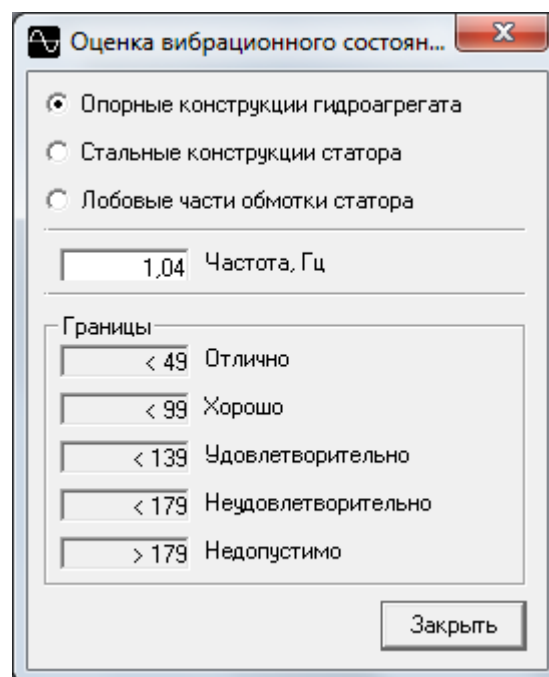 Оценка вибрационного состоян...
Опорные конструкции гидроагрегата
Стальные конструкции статора
Лобовые части обмотки статора
1,04 Частота, Гц
Границы
< 49 Отлично
< 99 Хорошо
< 139 Удовлетворительно
< 179 Неудовлетворительно
> 179 Недопустимо
Закрыть